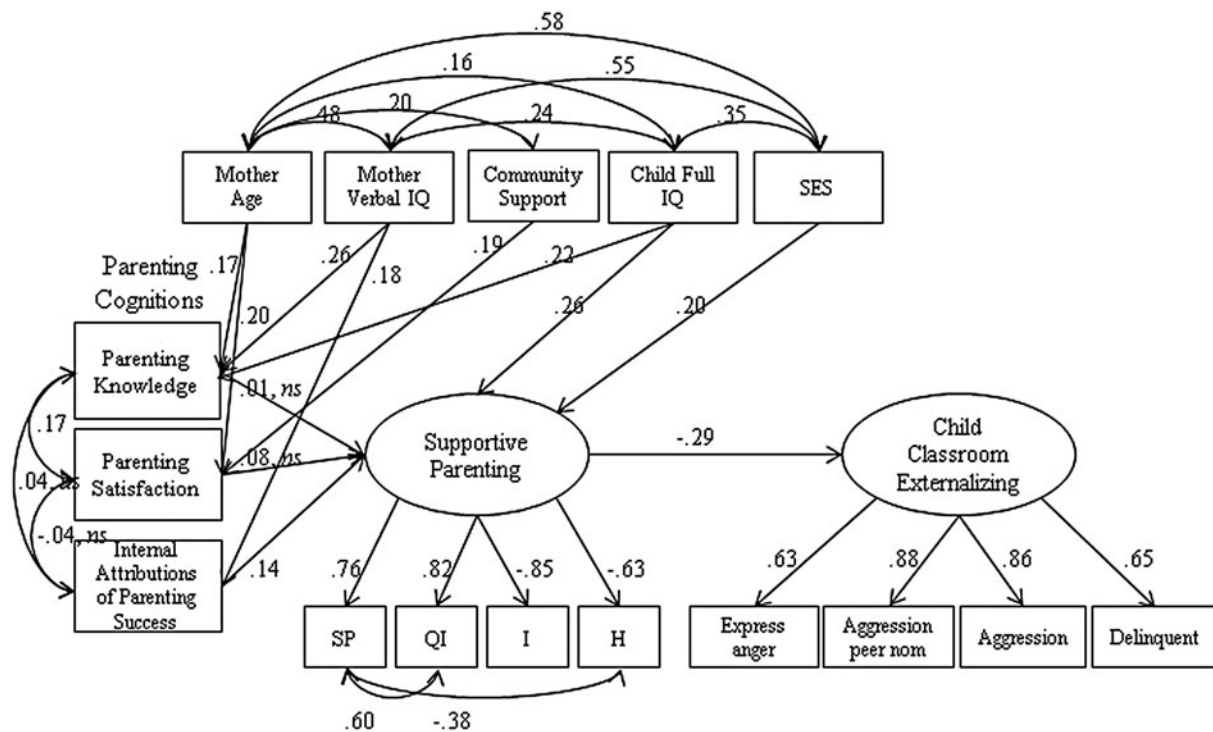 .58
.16
.55
.20
.48
.24
.35
Mother
Age
Mother
Verbal IQ
Community
Support
Child Full
IQ
SES
Parenting
Cognitions
.17
.26
.18
.19
.22
.26
.20
.20
Parenting
Knowledge
.01, ns
.17
Parenting
Satisfaction
.08, ns
.04, ns
-.04, ns
Internal
Attributions
of Parenting
Success
.14
Supportive
Parenting
-.29
Child
Classroom
Externalizing
.76
.82
-.85
-.63
.63
.88
.86
.65
SP
QI
I
H
Express
anger
Aggression
peer nom
Aggression
Delinquent
.60
-.38